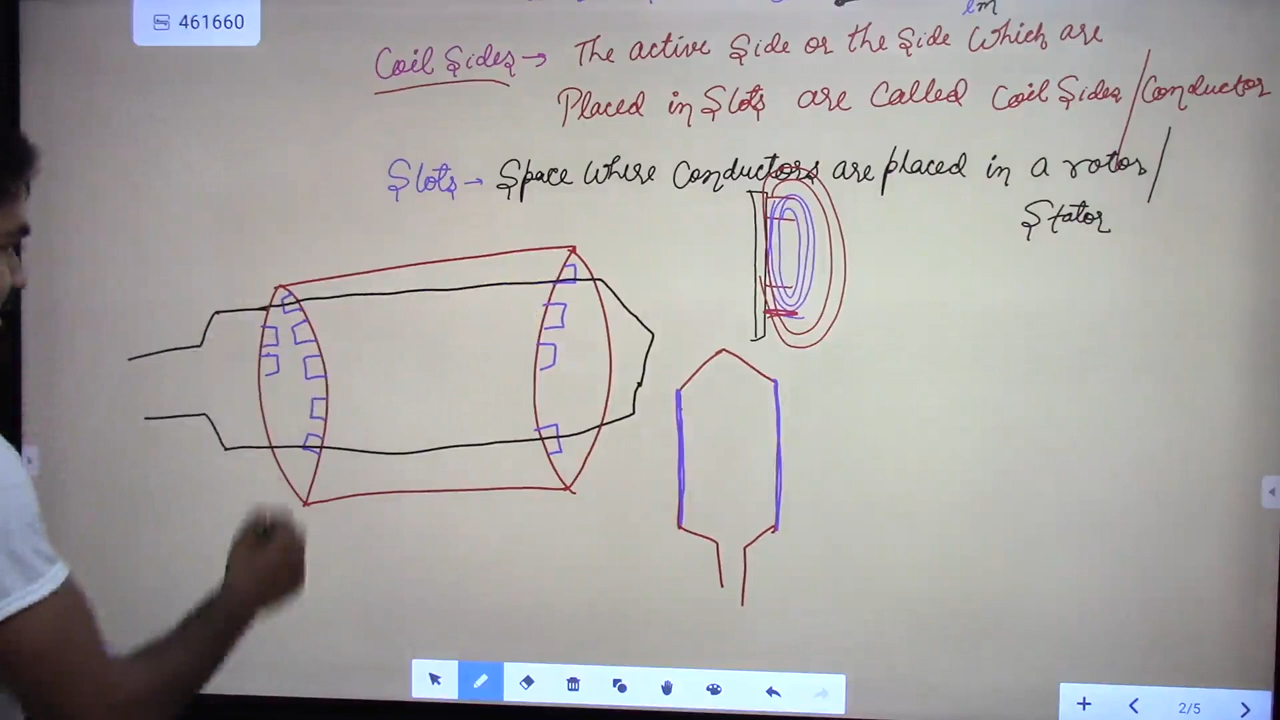 461660
lm
Coil Sides → The active Side or the Side Which are
Placed in Slots are Called Coil Sides / Conductor
Slots → Space Where Conductors are placed in a rotor /
Stator
2/5